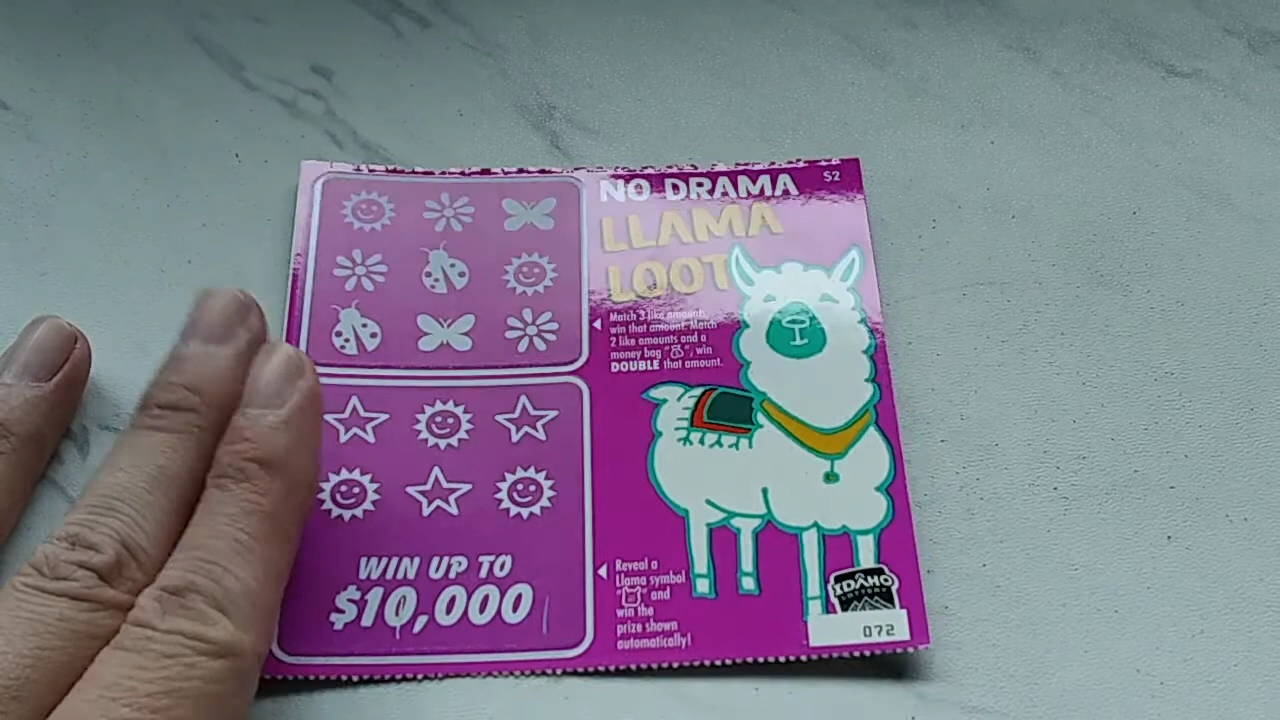 NO DRAMA
$2
LLAMA
LOOT
Match 3 like amounts,
win that amount. Match
2 like amounts and a
money bag " ", win
DOUBLE that amount.
WIN UP TO
$10,000
Reveal a
Llama symbol
" " and
win the
prize shown
automatically!
IDAHO
LOTTERY
072